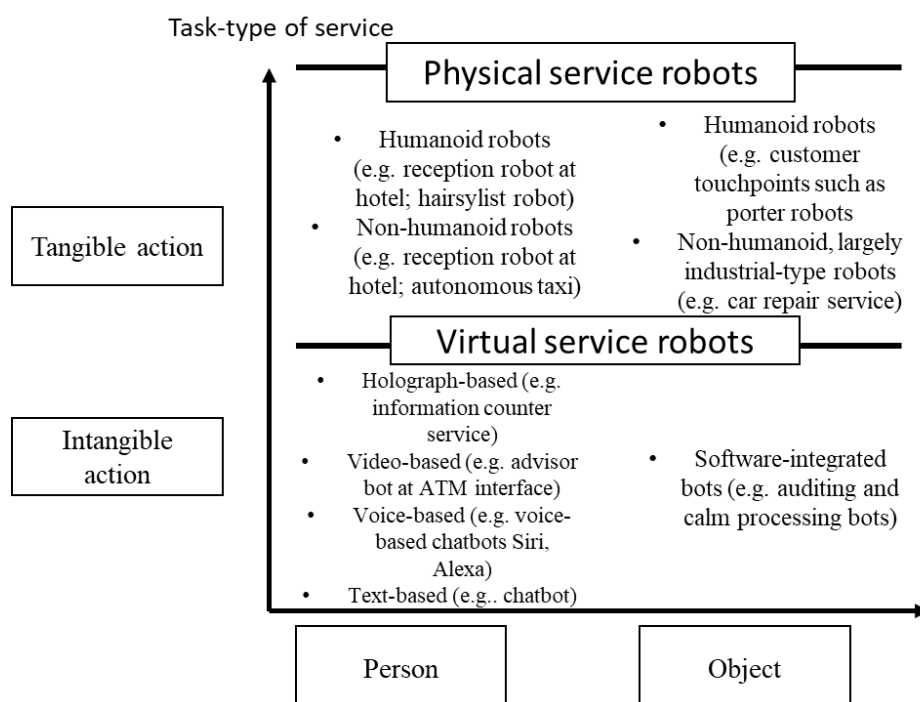 Task-type of service
Physical service robots
• Humanoid robots
(e.g. reception robot at
hotel; hairsylist robot)
• Non-humanoid robots
(e.g. reception robot at
hotel; autonomous taxi)
• Humanoid robots
(e.g. customer
touchpoints such as
porter robots
• Non-humanoid, largely
industrial-type robots
(e.g. car repair service)
Tangible action
Virtual service robots
• Holograph-based (e.g.
information counter
service)
• Video-based (e.g. advisor
bot at ATM interface)
• Voice-based (e.g. voice-
based chatbots Siri,
Alexa)
• Text-based (e.g.. chatbot)
• Software-integrated
bots (e.g. auditing and
calm processing bots)
Intangible
action
Person
Object